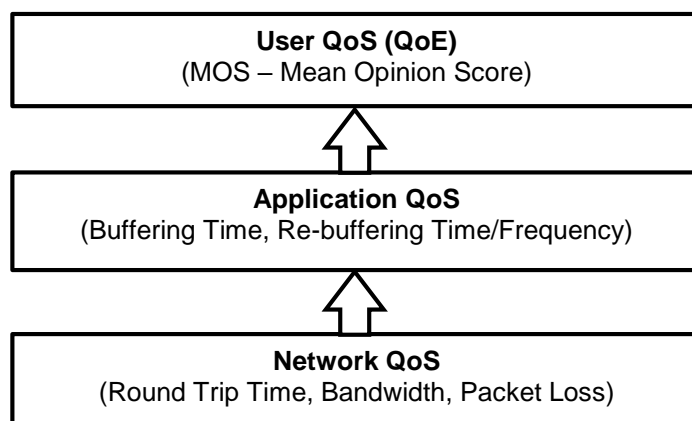 User QoS (QoE)
(MOS – Mean Opinion Score)
Application QoS
(Buffering Time, Re-buffering Time/Frequency)
Network QoS
(Round Trip Time, Bandwidth, Packet Loss)